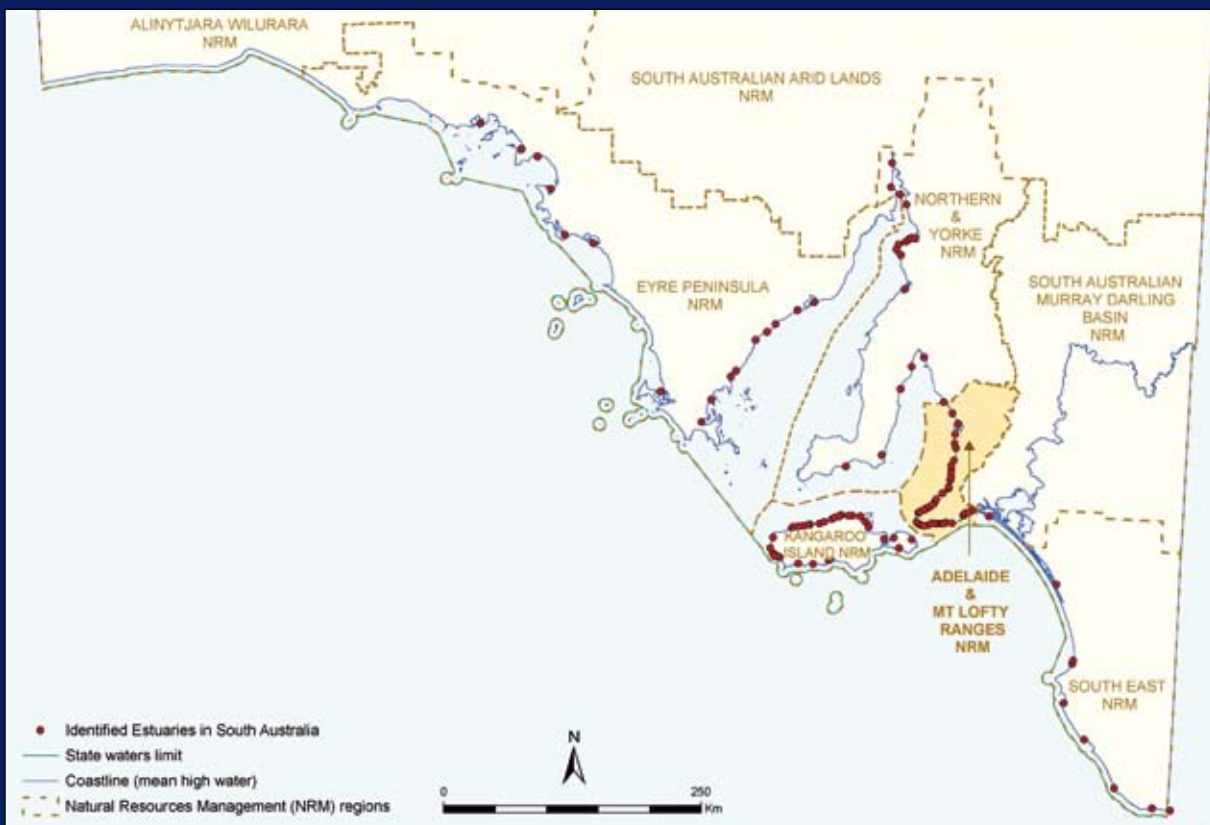 ALINYTJARA WILURARA
NRM
SOUTH AUSTRALIAN ARID LANDS
NRM
NORTHERN
&
YORKE
NRM
EYRE PENINSULA
NRM
SOUTH AUSTRALIAN
MURRAY DARLING
BASIN
NRM
KANGAROO
ISLAND NRM
ADELAIDE
&
MT LOFTY
RANGES
NRM
SOUTH EAST
NRM
Identified Estuaries in South Australia
State waters limit
Coastline (mean high water)
Natural Resources Management (NRM) regions
N
0
250
Km